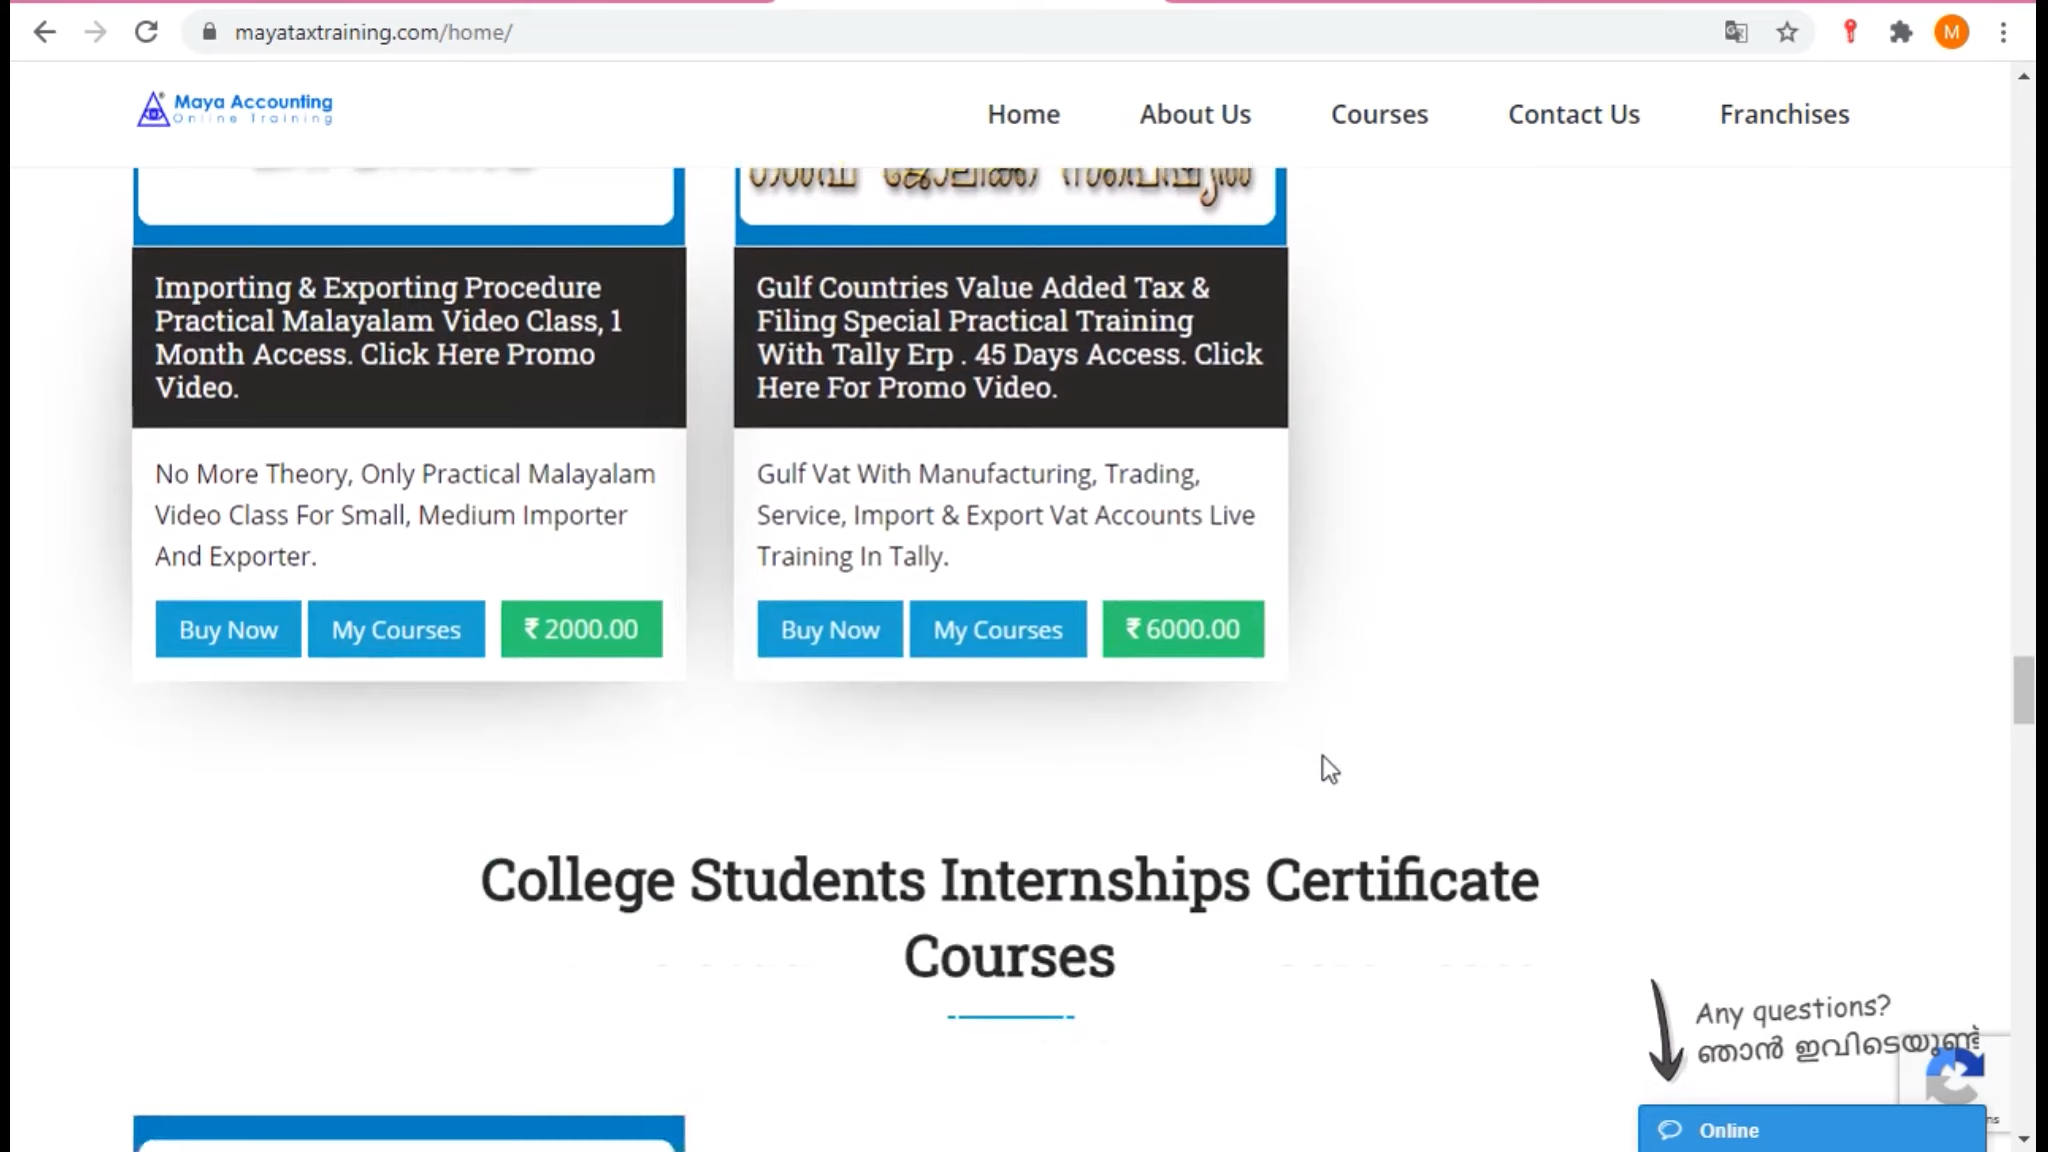 mayataxtraining.com/home/
M
Maya Accounting
Online Training
Home
About Us
Courses
Contact Us
Franchises
Importing & Exporting Procedure
Practical Malayalam Video Class, 1
Month Access. Click Here Promo
Video.
No More Theory, Only Practical Malayalam
Video Class For Small, Medium Importer
And Exporter.
Buy Now
My Courses
₹ 2000.00
Gulf Countries Value Added Tax &
Filing Special Practical Training
With Tally Erp . 45 Days Access. Click
Here For Promo Video.
Gulf Vat With Manufacturing, Trading,
Service, Import & Export Vat Accounts Live
Training In Tally.
Buy Now
My Courses
₹ 6000.00
College Students Internships Certificate
Courses
Any questions?
ഞാൻ ഇവിടെയുണ്ട്
Online